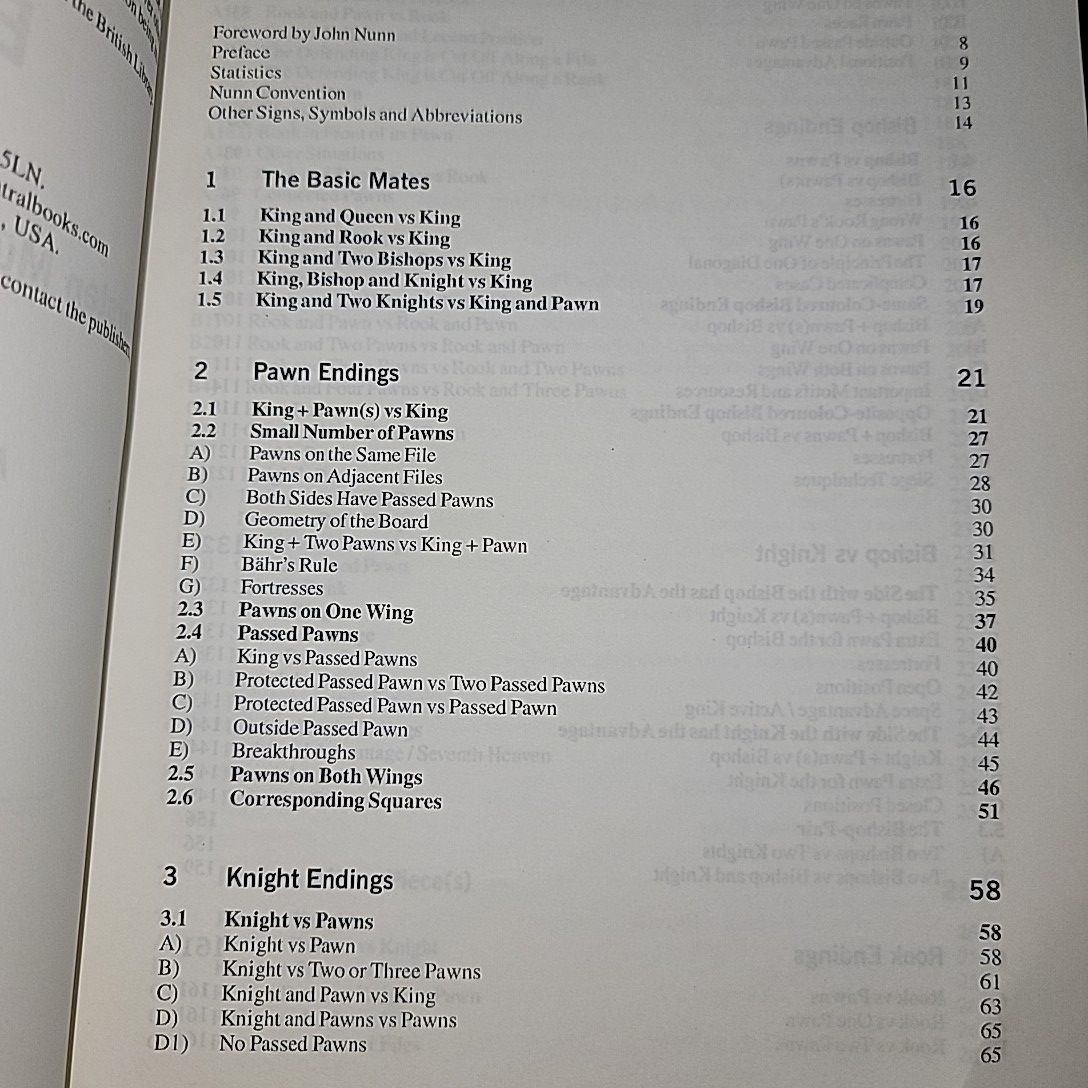 the British Library
5LN.
tralbooks.com
, USA.
contact the publisher
Foreword by John Nunn 8
Preface 9
Statistics 11
Nunn Convention 13
Other Signs, Symbols and Abbreviations 14
1 The Basic Mates 16
1.1 King and Queen vs King 16
1.2 King and Rook vs King 16
1.3 King and Two Bishops vs King 17
1.4 King, Bishop and Knight vs King 17
1.5 King and Two Knights vs King and Pawn 19
2 Pawn Endings 21
2.1 King + Pawn(s) vs King 21
2.2 Small Number of Pawns 27
A) Pawns on the Same File 27
B) Pawns on Adjacent Files 28
C) Both Sides Have Passed Pawns 30
D) Geometry of the Board 30
E) King + Two Pawns vs King + Pawn 31
F) Bähr's Rule 34
G) Fortresses 35
2.3 Pawns on One Wing 37
2.4 Passed Pawns 40
A) King vs Passed Pawns 40
B) Protected Passed Pawn vs Two Passed Pawns 42
C) Protected Passed Pawn vs Passed Pawn 43
D) Outside Passed Pawn 44
E) Breakthroughs 45
2.5 Pawns on Both Wings 46
2.6 Corresponding Squares 51
3 Knight Endings 58
3.1 Knight vs Pawns 58
A) Knight vs Pawn 58
B) Knight vs Two or Three Pawns 61
C) Knight and Pawn vs King 63
D) Knight and Pawns vs Pawns 65
D1) No Passed Pawns 65